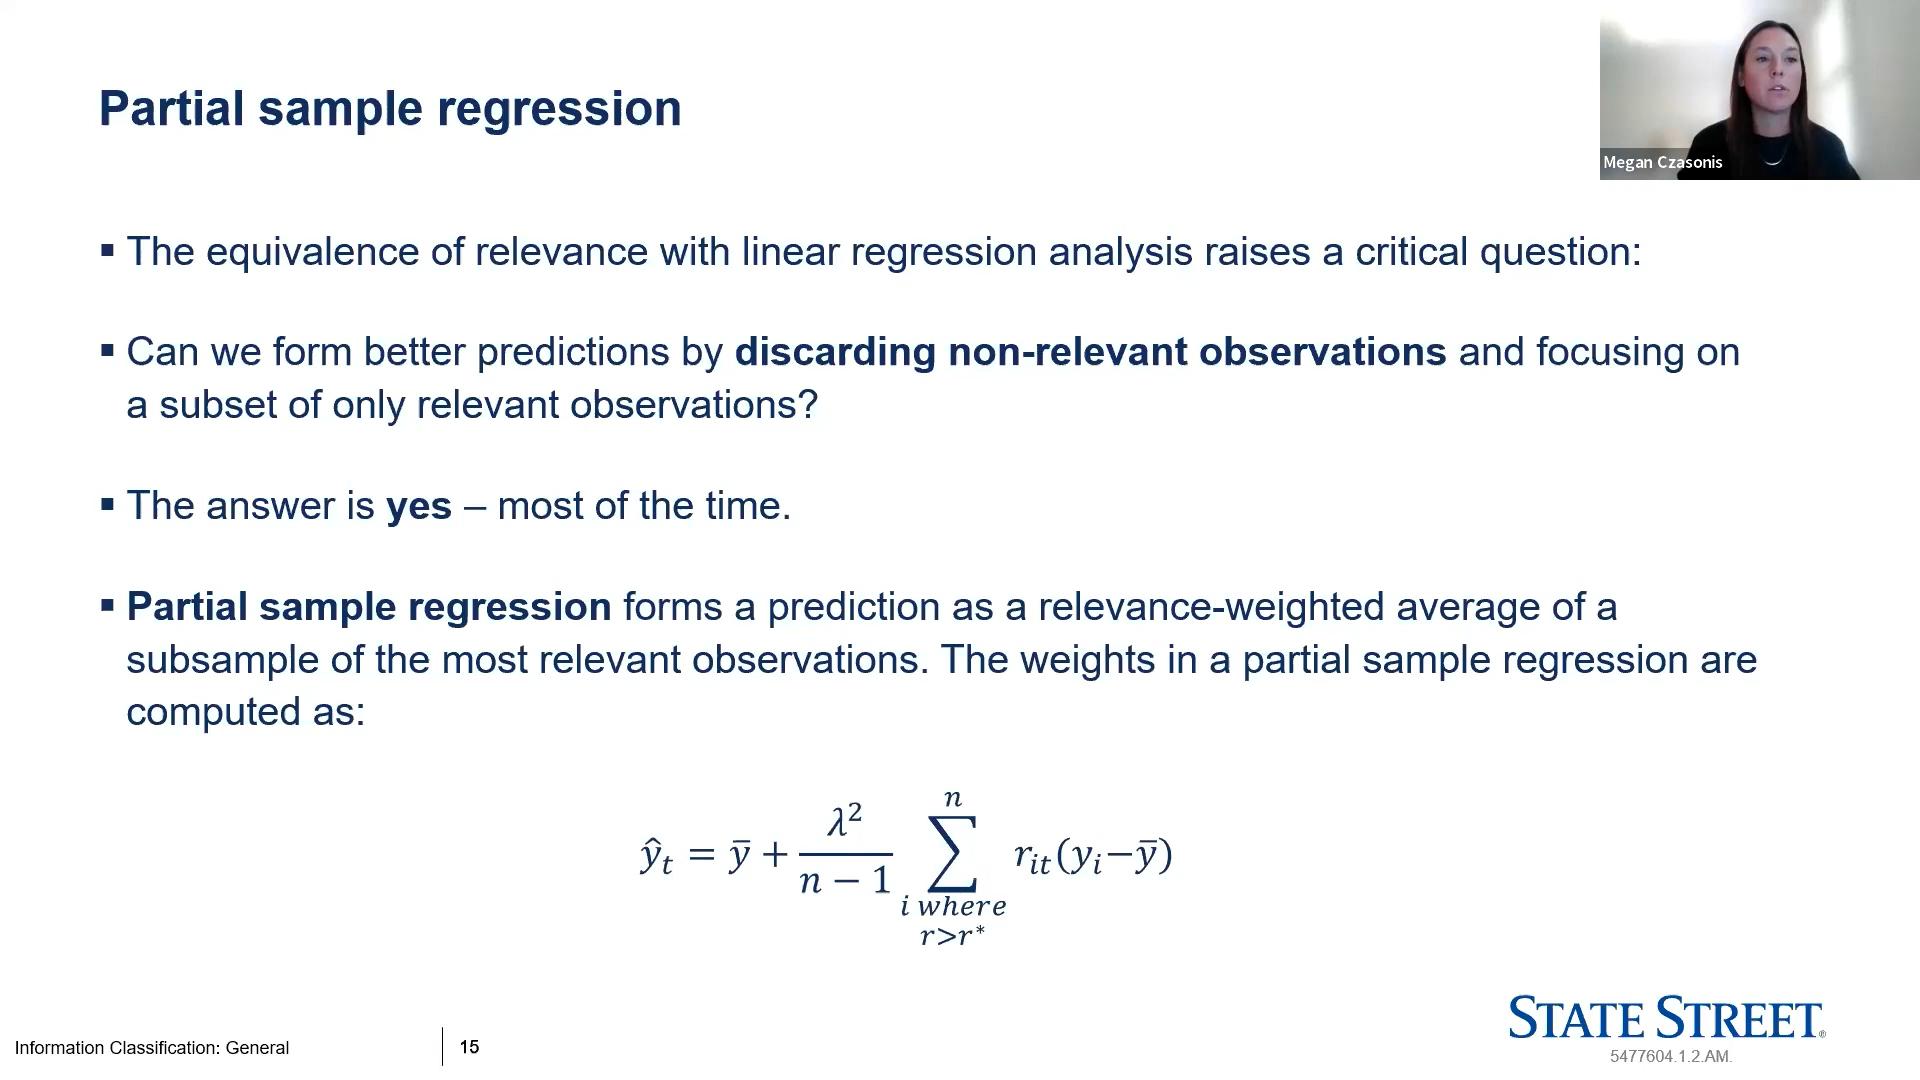 Partial sample regression
Megan Czasonis
▪ The equivalence of relevance with linear regression analysis raises a critical question:
▪ Can we form better predictions by discarding non-relevant observations and focusing on
a subset of only relevant observations?
▪ The answer is yes – most of the time.
▪ Partial sample regression forms a prediction as a relevance-weighted average of a
subsample of the most relevant observations. The weights in a partial sample regression are
computed as:
ŷₜ = ȳ + λ²/(n − 1) ∑ⁿ_{i where r>r*} rᵢₜ(yᵢ−ȳ)
Information Classification: General
15
STATE STREET®
5477604.1.2.AM.